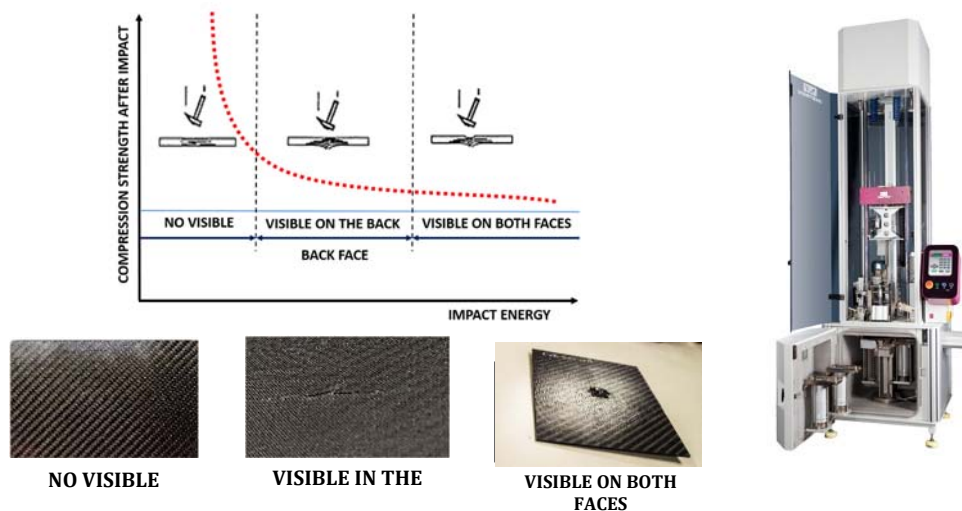 COMPRESSION STRENGTH AFTER IMPACT
NO VISIBLE
VISIBLE ON THE BACK
VISIBLE ON BOTH FACES
BACK FACE
IMPACT ENERGY
NO VISIBLE
VISIBLE IN THE
VISIBLE ON BOTH
FACES